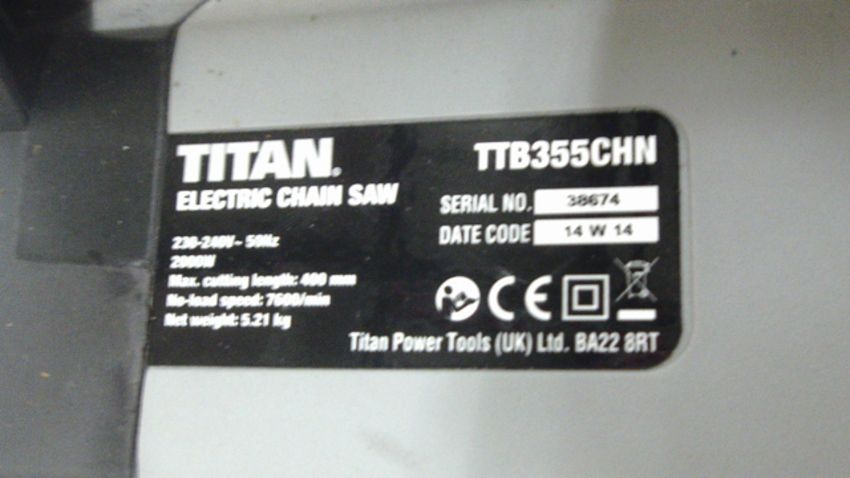 TITAN.
TTB355CHN
ELECTRIC CHAIN SAW
SERIAL NO. 38674
DATE CODE 14 W 14
230-240V~ 50Hz
2000W
Max. cutting length: 400 mm
No-load speed: 7600/min
Net weight: 5.21 kg
CE
Titan Power Tools (UK) Ltd. BA22 8RT